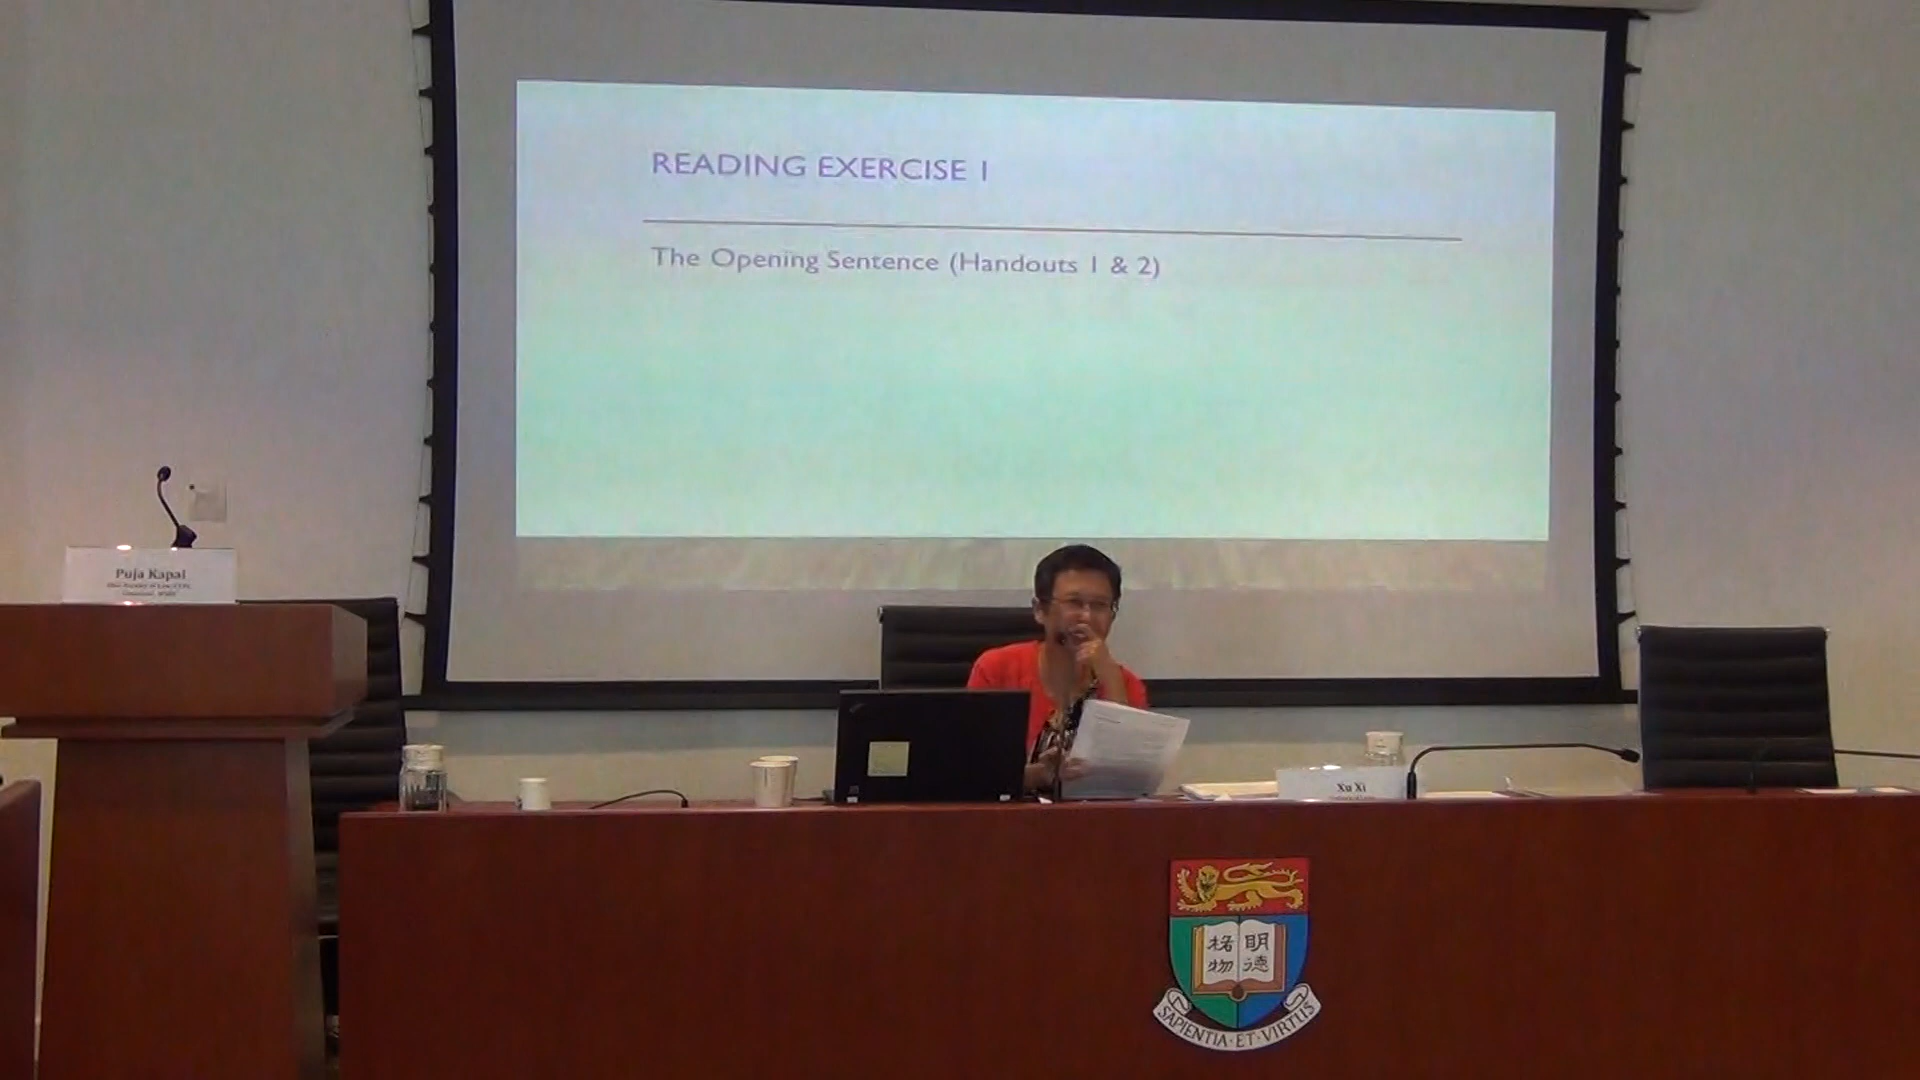 READING EXERCISE 1
The Opening Sentence (Handouts 1 & 2)
Puja Kapai
Xu Xi
格 明
物 德
SAPIENTIA·ET·VIRTUS